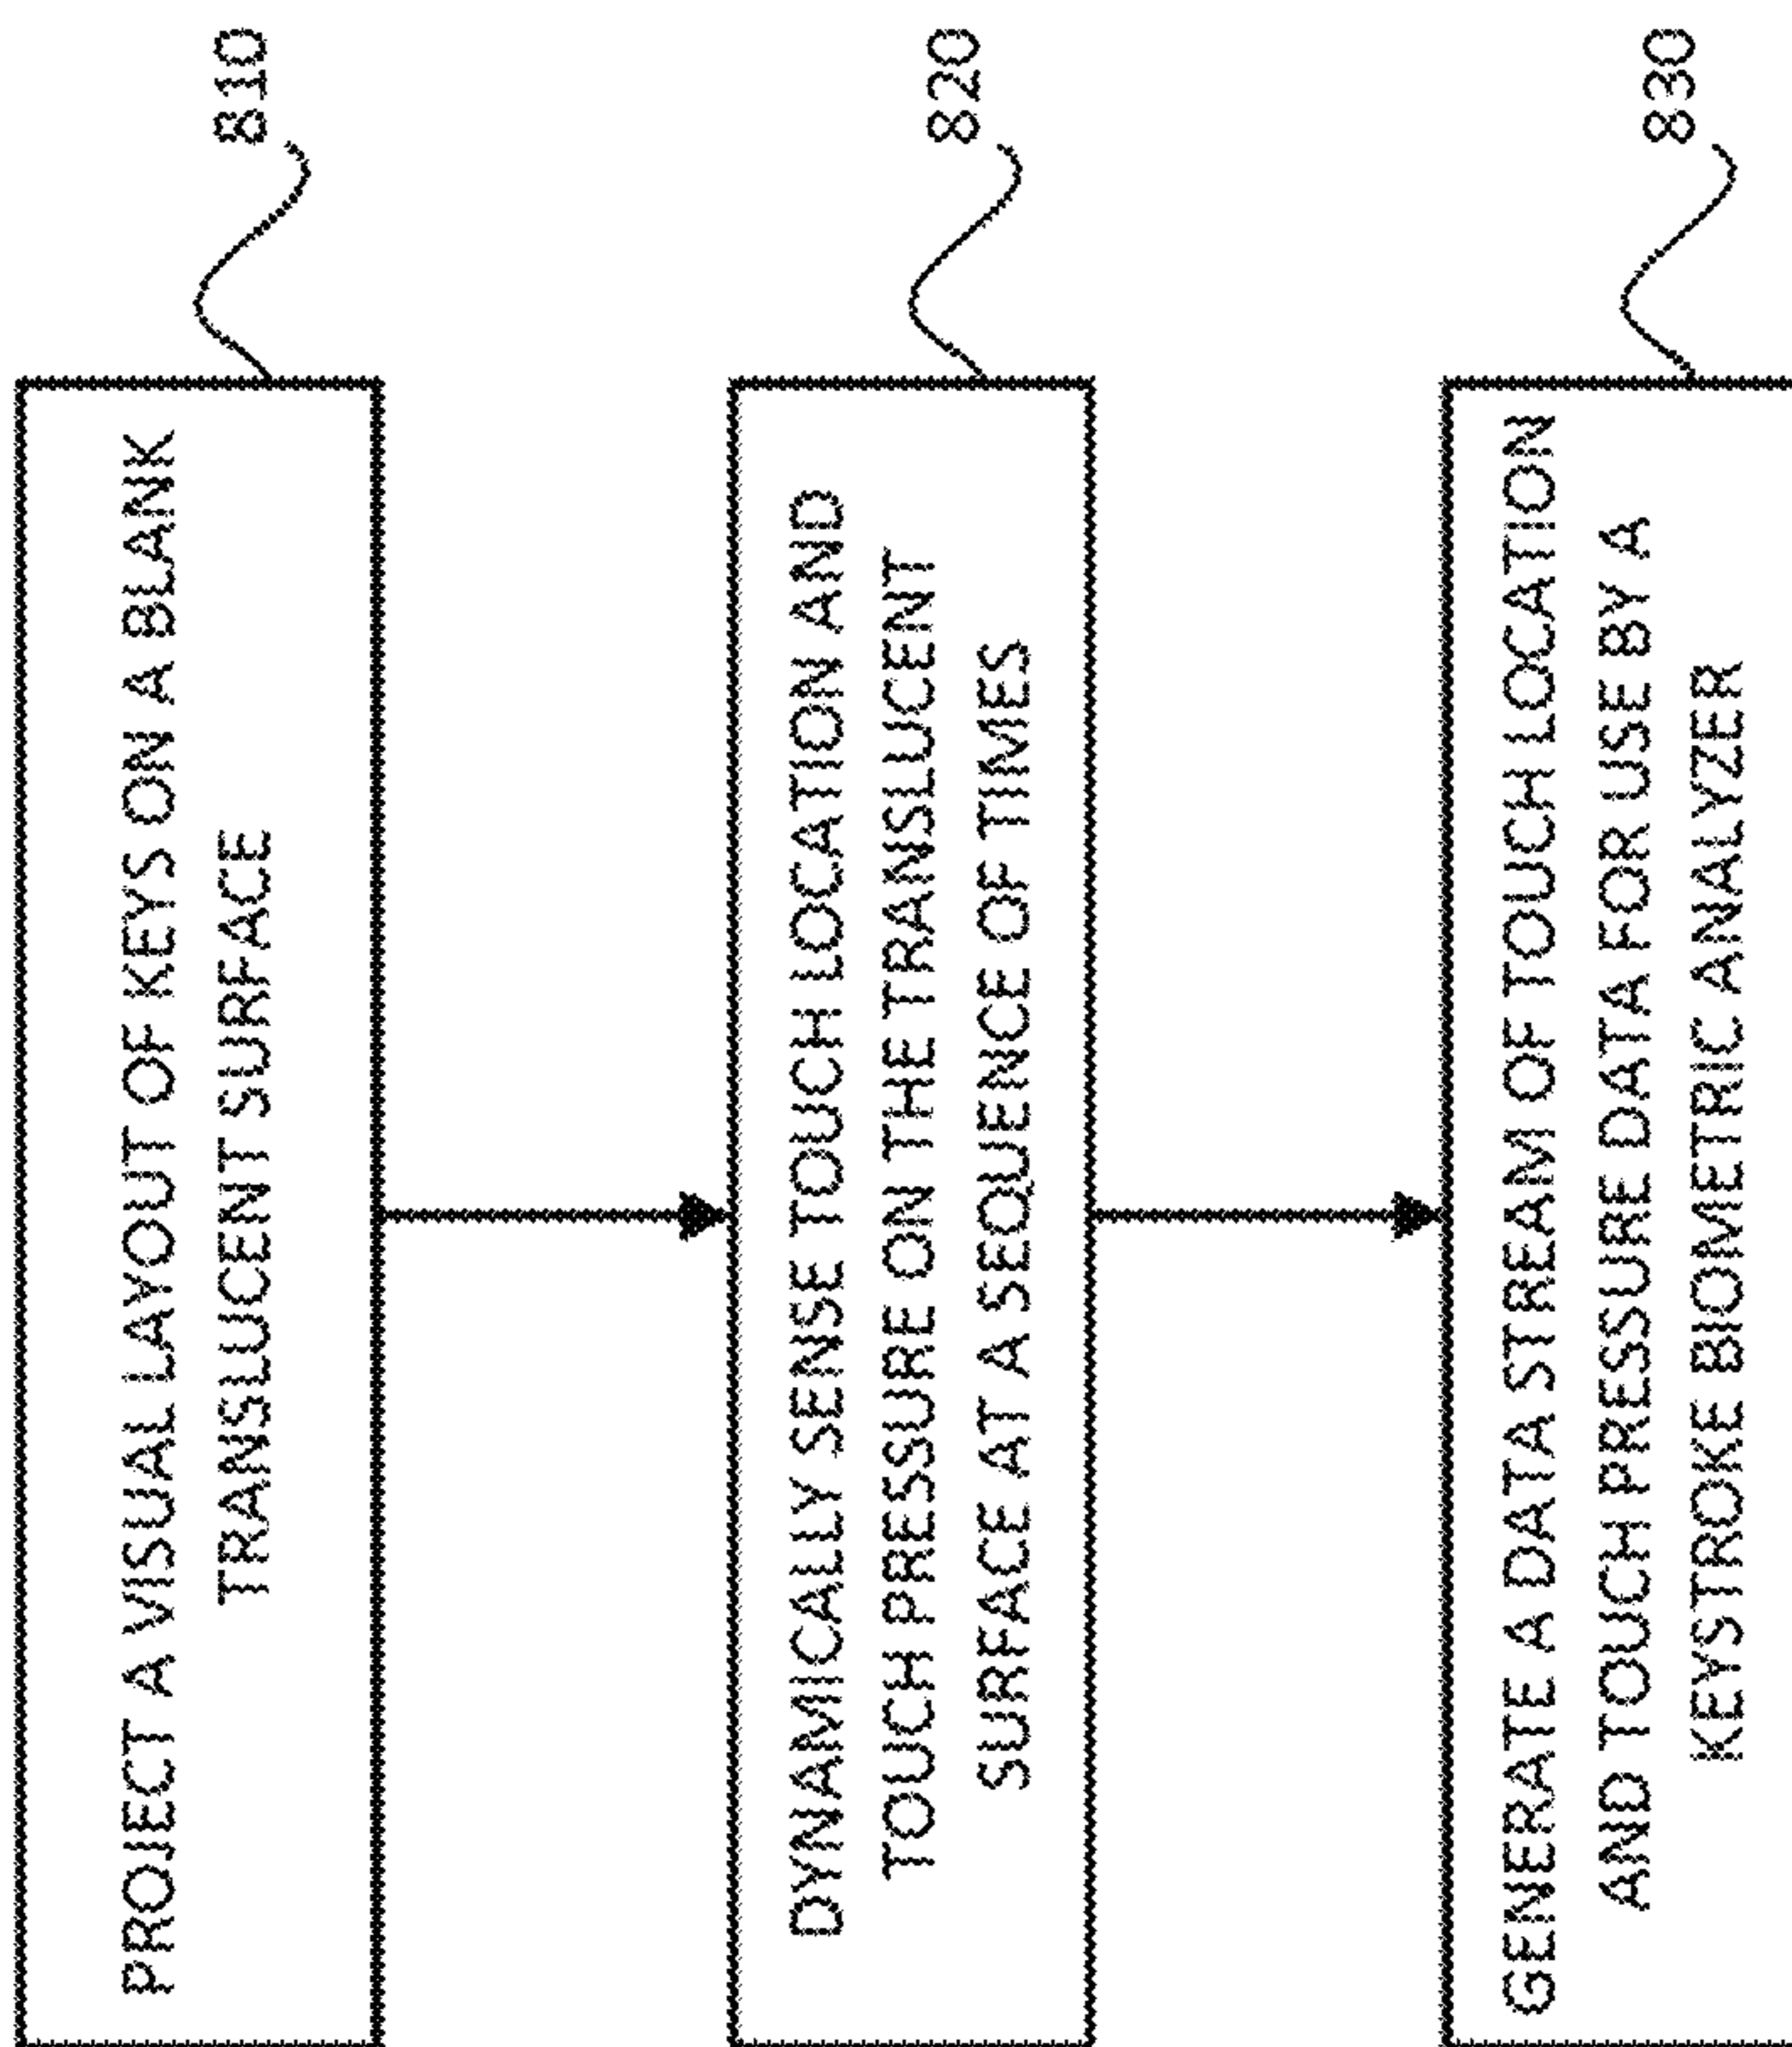 PROJECT A VISUAL LAYOUT OF KEYS ON A BLANK
TRANSLUCENT SURFACE
810
DYNAMICALLY SENSE TOUCH LOCATION AND
TOUCH PRESSURE ON THE TRANSLUCENT
SURFACE AT A SEQUENCE OF TIMES
820
GENERATE A DATA STREAM OF TOUCH LOCATION
AND TOUCH PRESSURE DATA FOR USE BY A
KEYSTROKE BIOMETRIC ANALYZER
830